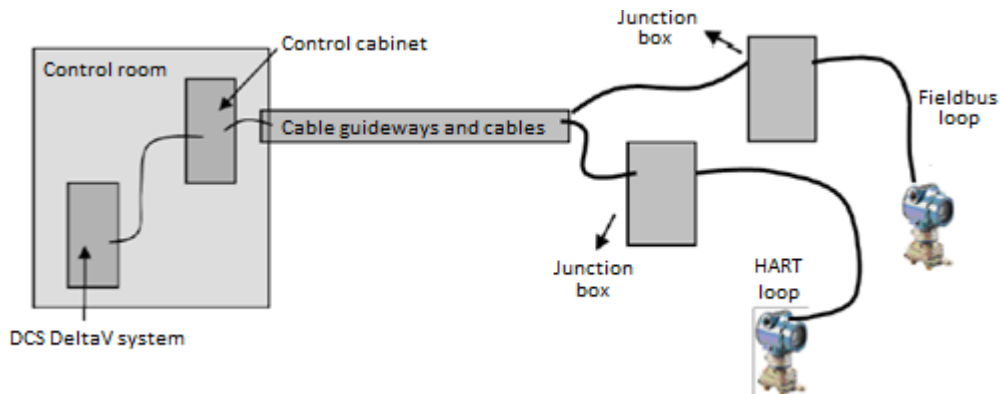 Junction
box
Control cabinet
Control room
Fieldbus
loop
Cable guideways and cables
Junction
box
HART
loop
DCS DeltaV system